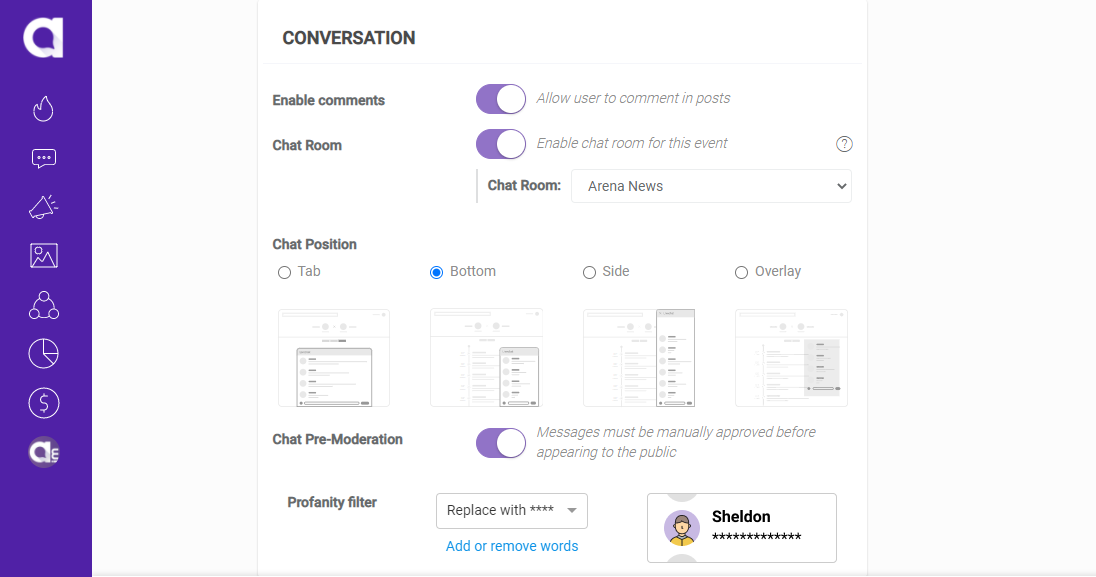 CONVERSATION
Enable comments
Allow user to comment in posts
Chat Room
Enable chat room for this event
?
Chat Room:
Arena News
Chat Position
Tab
Bottom
Side
Overlay
Chat Pre-Moderation
Messages must be manually approved before
appearing to the public
Profanity filter
Replace with ****
Sheldon
*************
Add or remove words